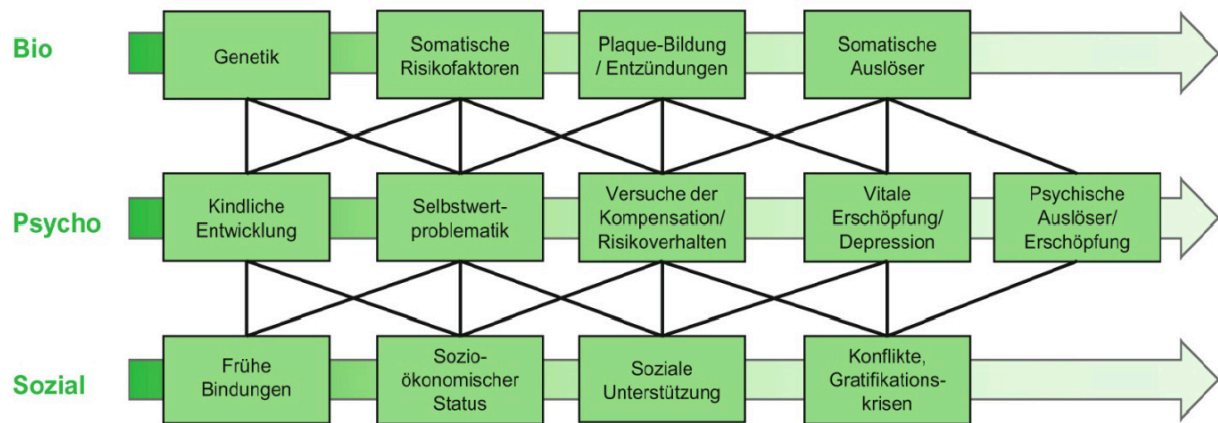 Bio
Genetik
Somatische
Risikofaktoren
Plaque-Bildung
/ Entzündungen
Somatische
Auslöser
Psycho
Kindliche
Entwicklung
Selbstwert-
problematik
Versuche der
Kompensation/
Risikoverhalten
Vitale
Erschöpfung/
Depression
Psychische
Auslöser/
Erschöpfung
Sozial
Frühe
Bindungen
Sozio-
ökonomischer
Status
Soziale
Unterstützung
Konflikte,
Gratifikations-
krisen